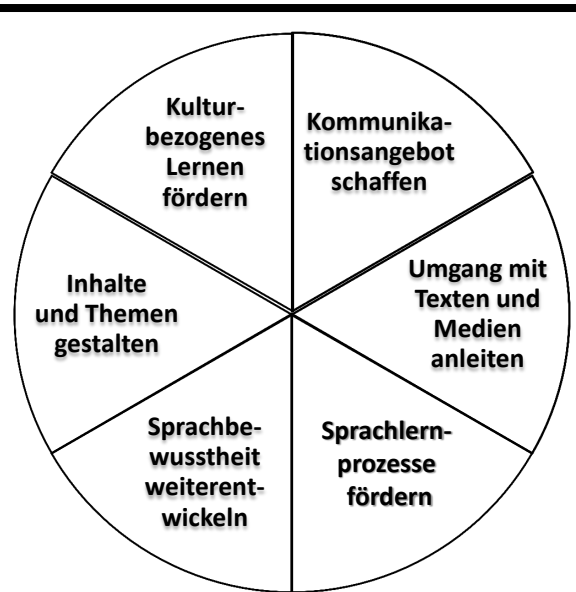 Kultur-
bezogenes
Lernen
fördern
Kommunika-
tionsangebot
schaffen
Umgang mit
Texten und
Medien
anleiten
Sprachlern-
prozesse
fördern
Sprachbe-
wusstheit
weiterent-
wickeln
Inhalte
und Themen
gestalten